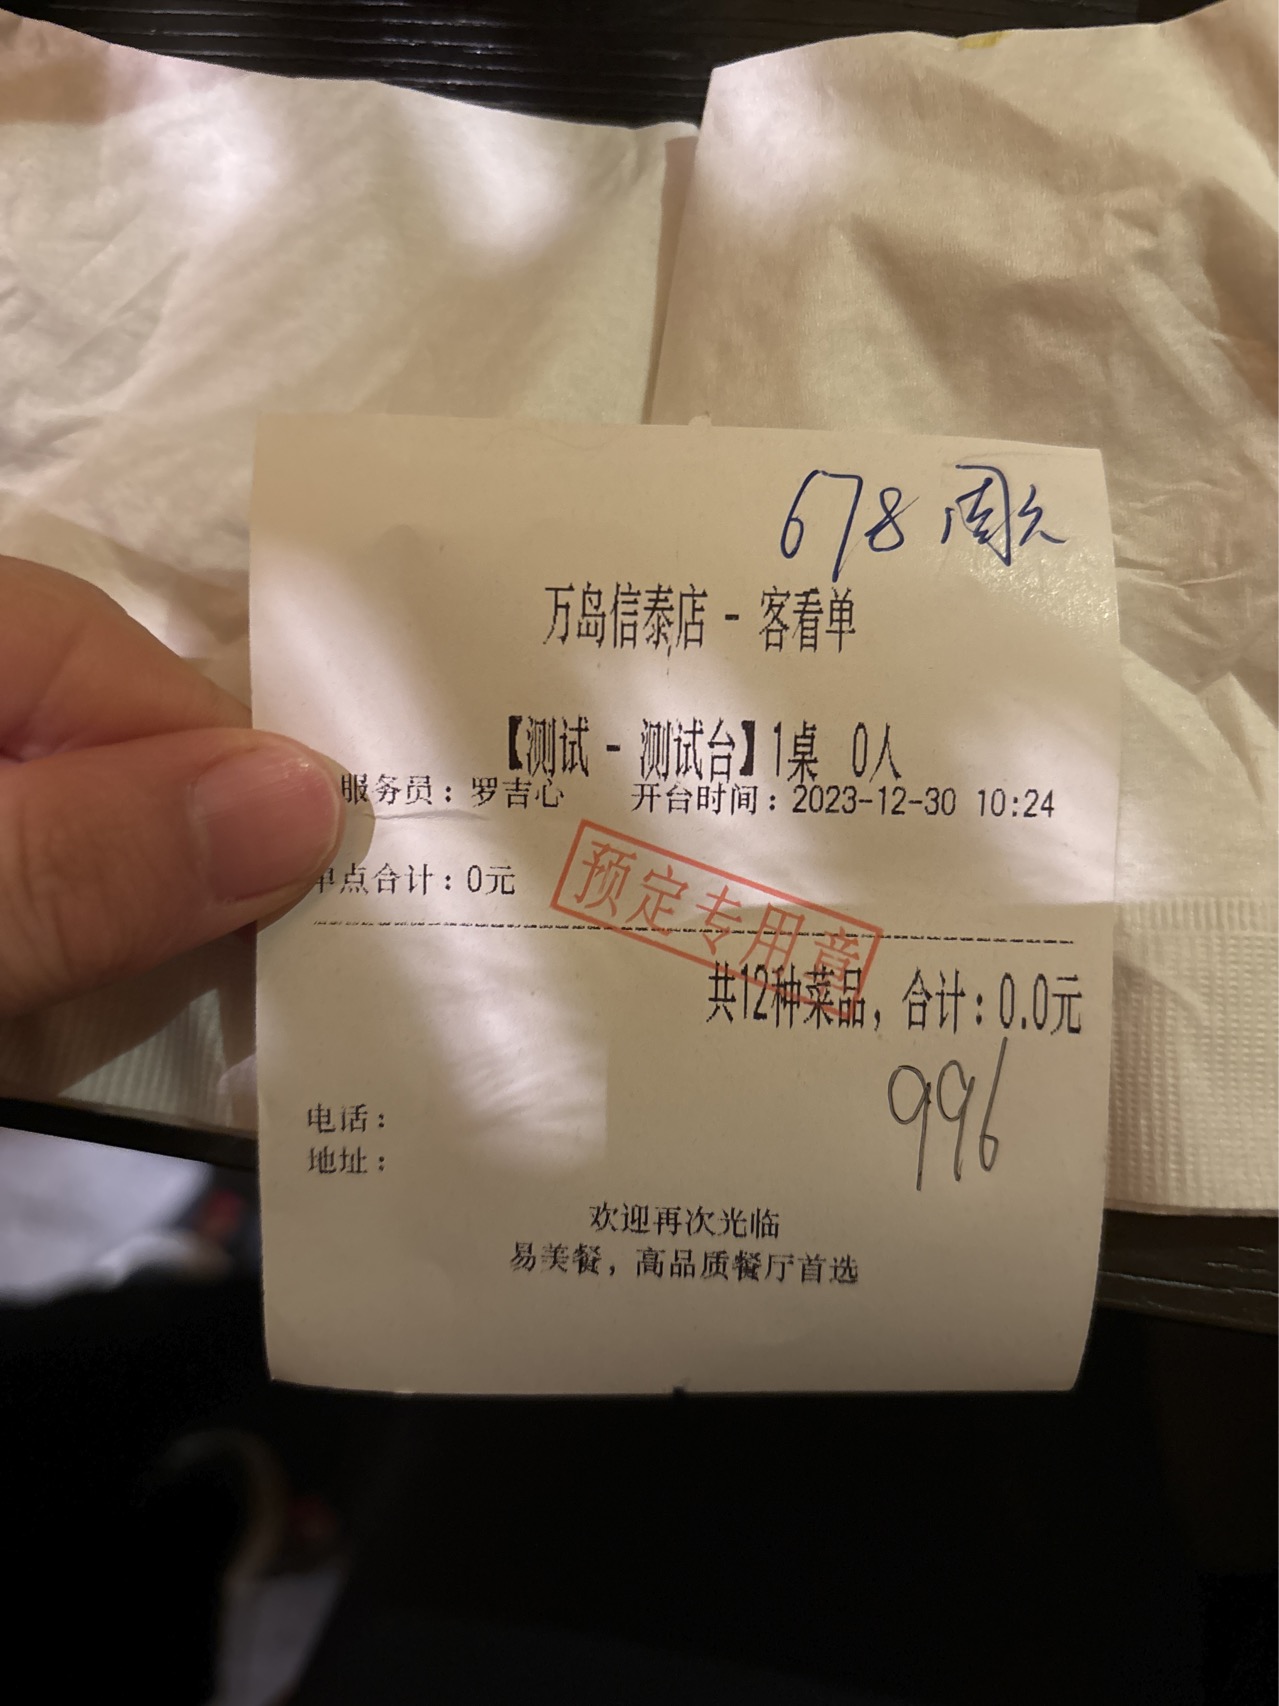 678 周久
万岛信泰店 - 客看单
【测试 - 测试台】1桌 0人
服务员：罗吉心 开台时间：2023-12-30 10:24
单点合计：0元
预定专用章
共12种菜品，合计：0.0元
996
电话：
地址：
欢迎再次光临
易美餐，高品质餐厅首选